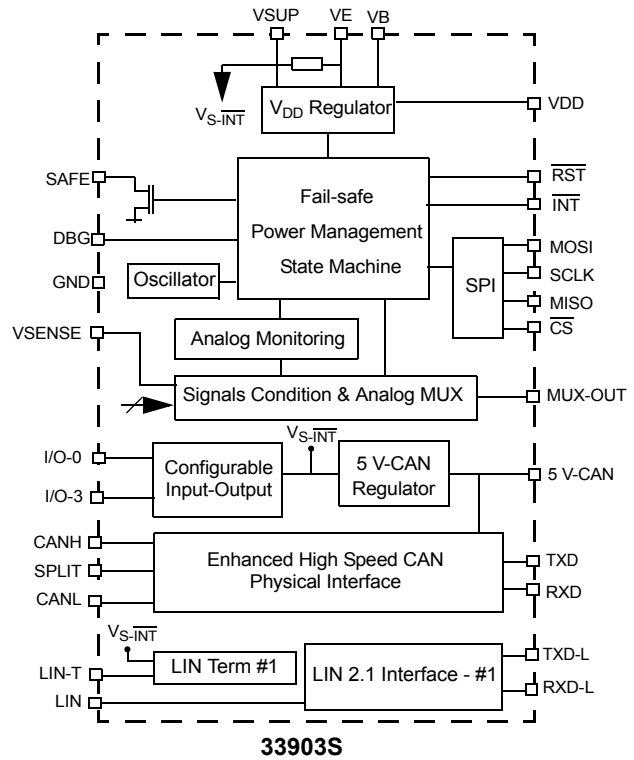 VSUP VE VB
VS-INT
VDD Regulator
VDD
SAFE
Fail-safe
Power Management
State Machine
RST
INT
DBG
MOSI
GND
Oscillator
SPI
SCLK
MISO
CS
VSENSE
Analog Monitoring
Signals Condition & Analog MUX
MUX-OUT
VS-INT
I/O-0
Configurable
Input-Output
5 V-CAN
Regulator
5 V-CAN
I/O-3
CANH
Enhanced High Speed CAN
Physical Interface
TXD
SPLIT
RXD
CANL
VS-INT
LIN Term #1
LIN 2.1 Interface - #1
TXD-L
LIN-T
RXD-L
LIN
33903S